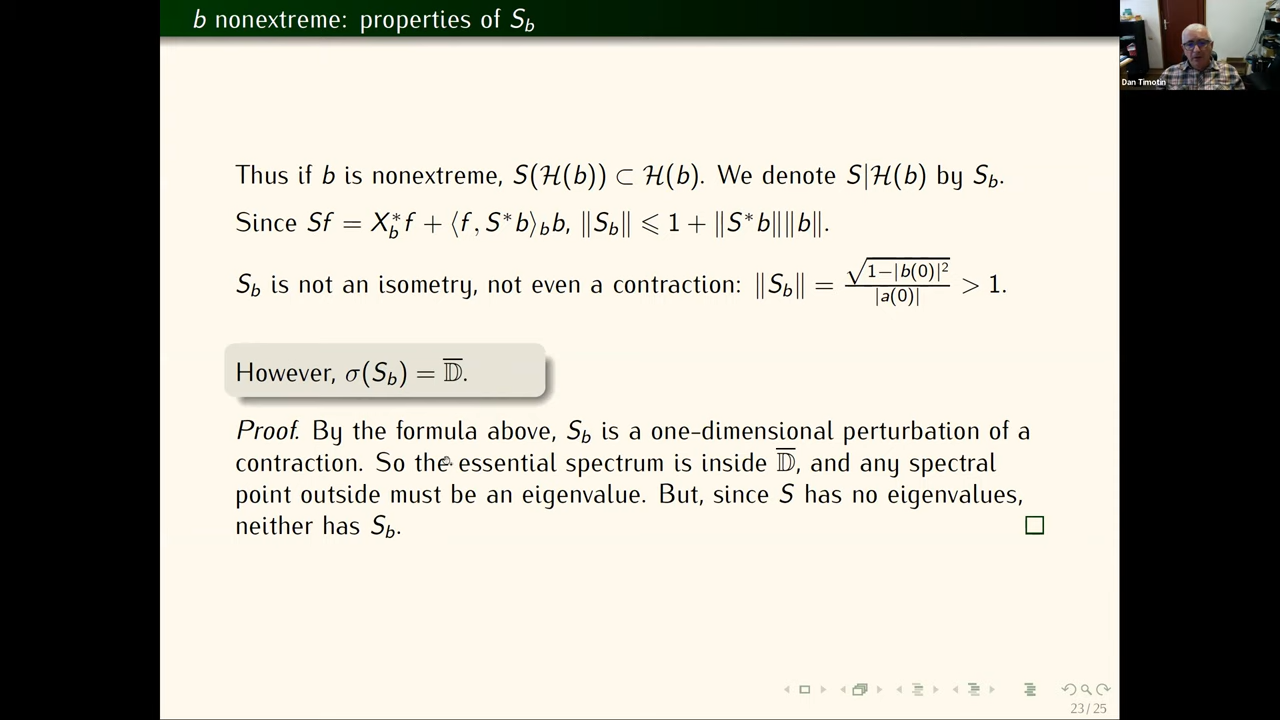 b nonextreme: properties of S_b
Dan Timotin
Thus if b is nonextreme, S(ℋ(b)) ⊂ ℋ(b). We denote S|ℋ(b) by S_b.
Since Sf = X_b^* f + ⟨f, S^*b⟩_b b, ‖S_b‖ ⩽ 1 + ‖S^*b‖‖b‖.
S_b is not an isometry, not even a contraction: ‖S_b‖ = √(1−|b(0)|²) / |a(0)| > 1.
However, σ(S_b) = 𝔻̅.
Proof. By the formula above, S_b is a one-dimensional perturbation of a
contraction. So the essential spectrum is inside 𝔻̅, and any spectral
point outside must be an eigenvalue. But, since S has no eigenvalues,
neither has S_b. □
23/25